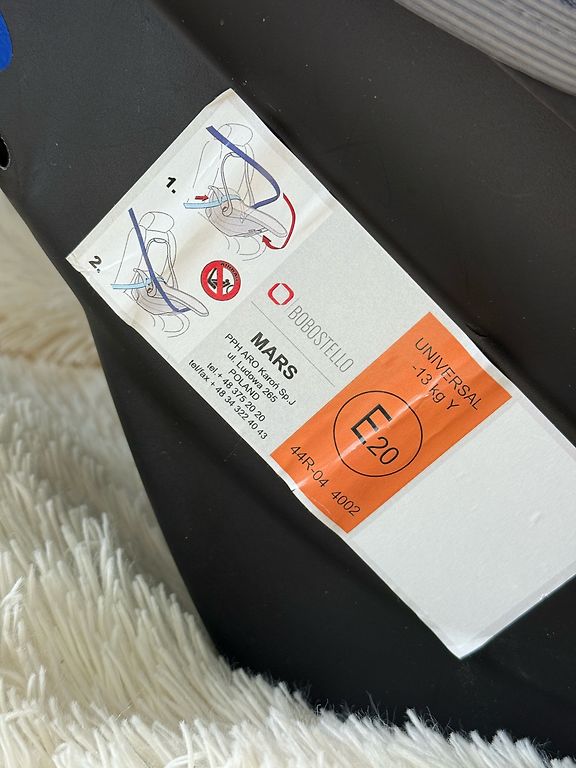 1.
2.
BOBOSTELLO
MARS
PPH ARO Karoń Sp.J
ul. Ludowa 265
POLAND
tel. + 48 375 20 20
tel/fax + 48 34 322 40 43
UNIVERSAL
-13 kg Y
E20
44R-04 4002